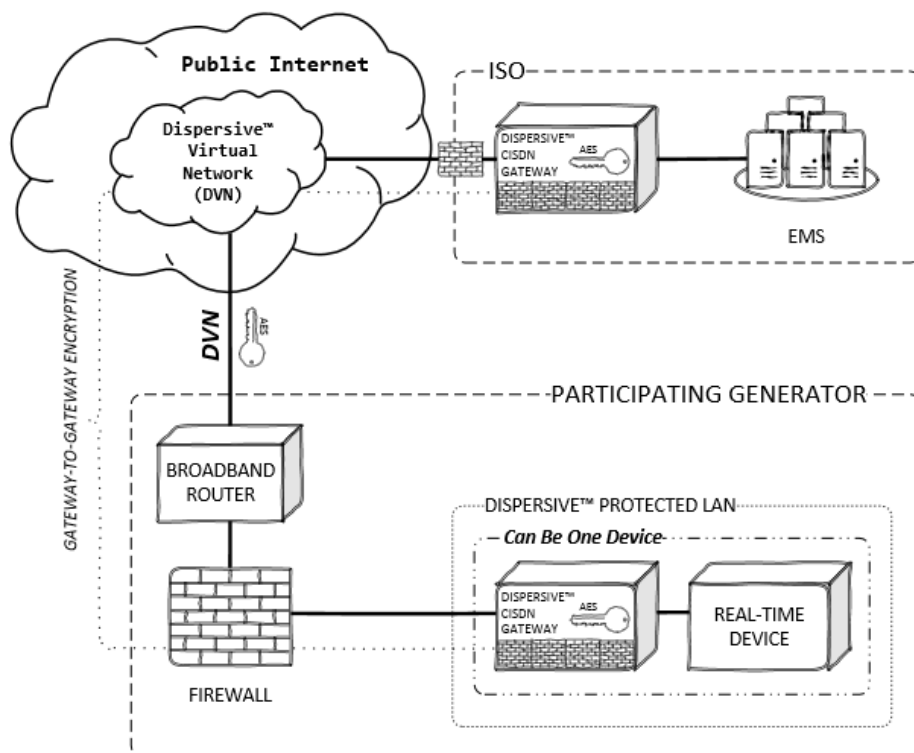 Public Internet
Dispersive™
Virtual
Network
(DVN)
ISO
DISPERSIVE™
CISDN
GATEWAY
AES
EMS
GATEWAY-TO-GATEWAY ENCRYPTION
DVN
AES
PARTICIPATING GENERATOR
BROADBAND
ROUTER
FIREWALL
DISPERSIVE™ PROTECTED LAN
Can Be One Device
DISPERSIVE™
CISDN
GATEWAY
AES
REAL-TIME
DEVICE